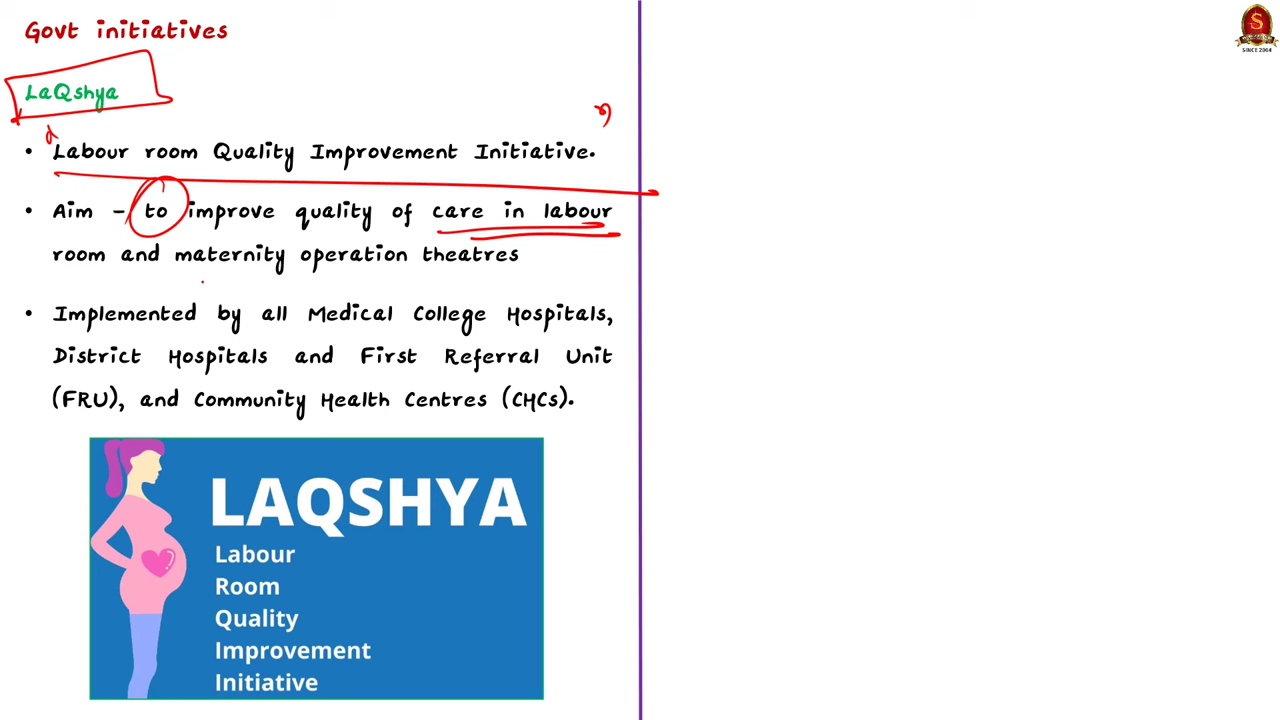 Govt initiatives
LaQshya
• Labour room Quality Improvement Initiative.
• Aim - to improve quality of care in labour
room and maternity operation theatres
• Implemented by all Medical College Hospitals,
District Hospitals and First Referral Unit
(FRU), and Community Health Centres (CHCs).
LAQSHYA
Labour
Room
Quality
Improvement
Initiative
S
SINCE 2004